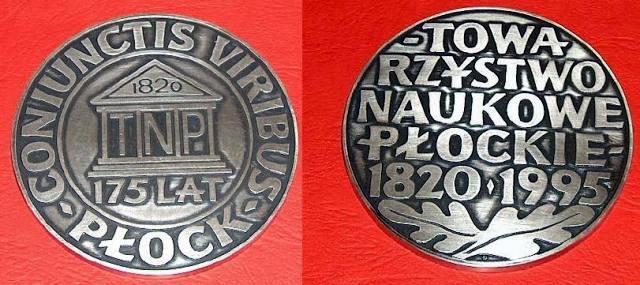 CONIUNCTIS VIRIBUS
1820
TNP
175 LAT
PŁOCK
TOWA
RZYSTWO
NAUKOWE
PŁOCKIE
1820·1995